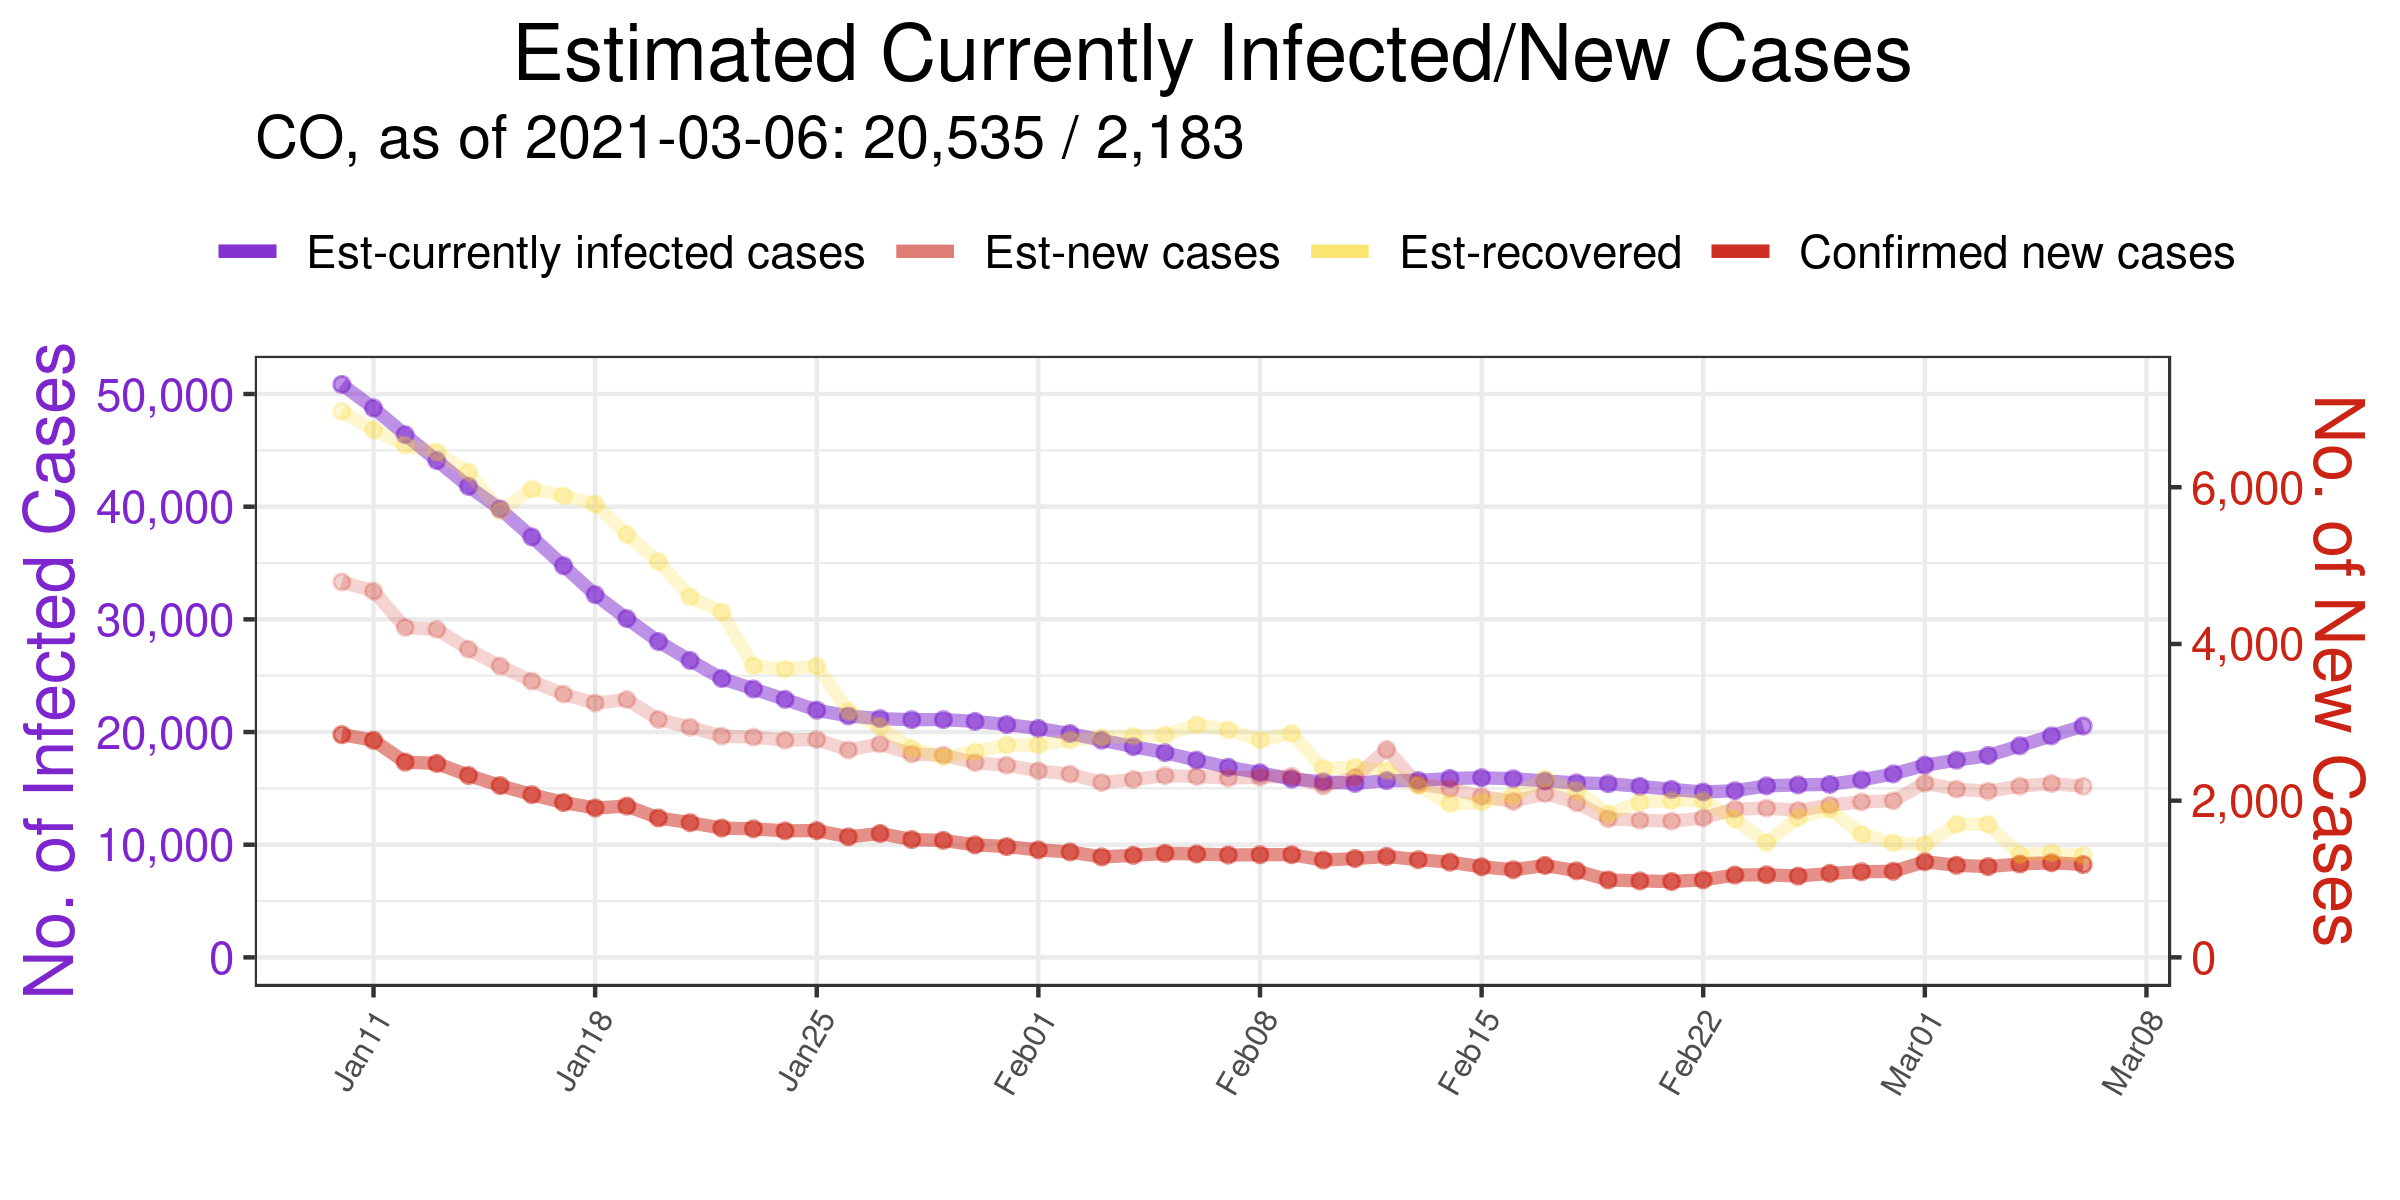 Estimated Currently Infected/New Cases
CO, as of 2021-03-06: 20,535 / 2,183
Est-currently infected cases Est-new cases Est-recovered Confirmed new cases
No. of Infected Cases
50,000
40,000
30,000
20,000
10,000
0
6,000
4,000
2,000
0
No. of New Cases
Jan11 Jan18 Jan25 Feb01 Feb08 Feb15 Feb22 Mar01 Mar08